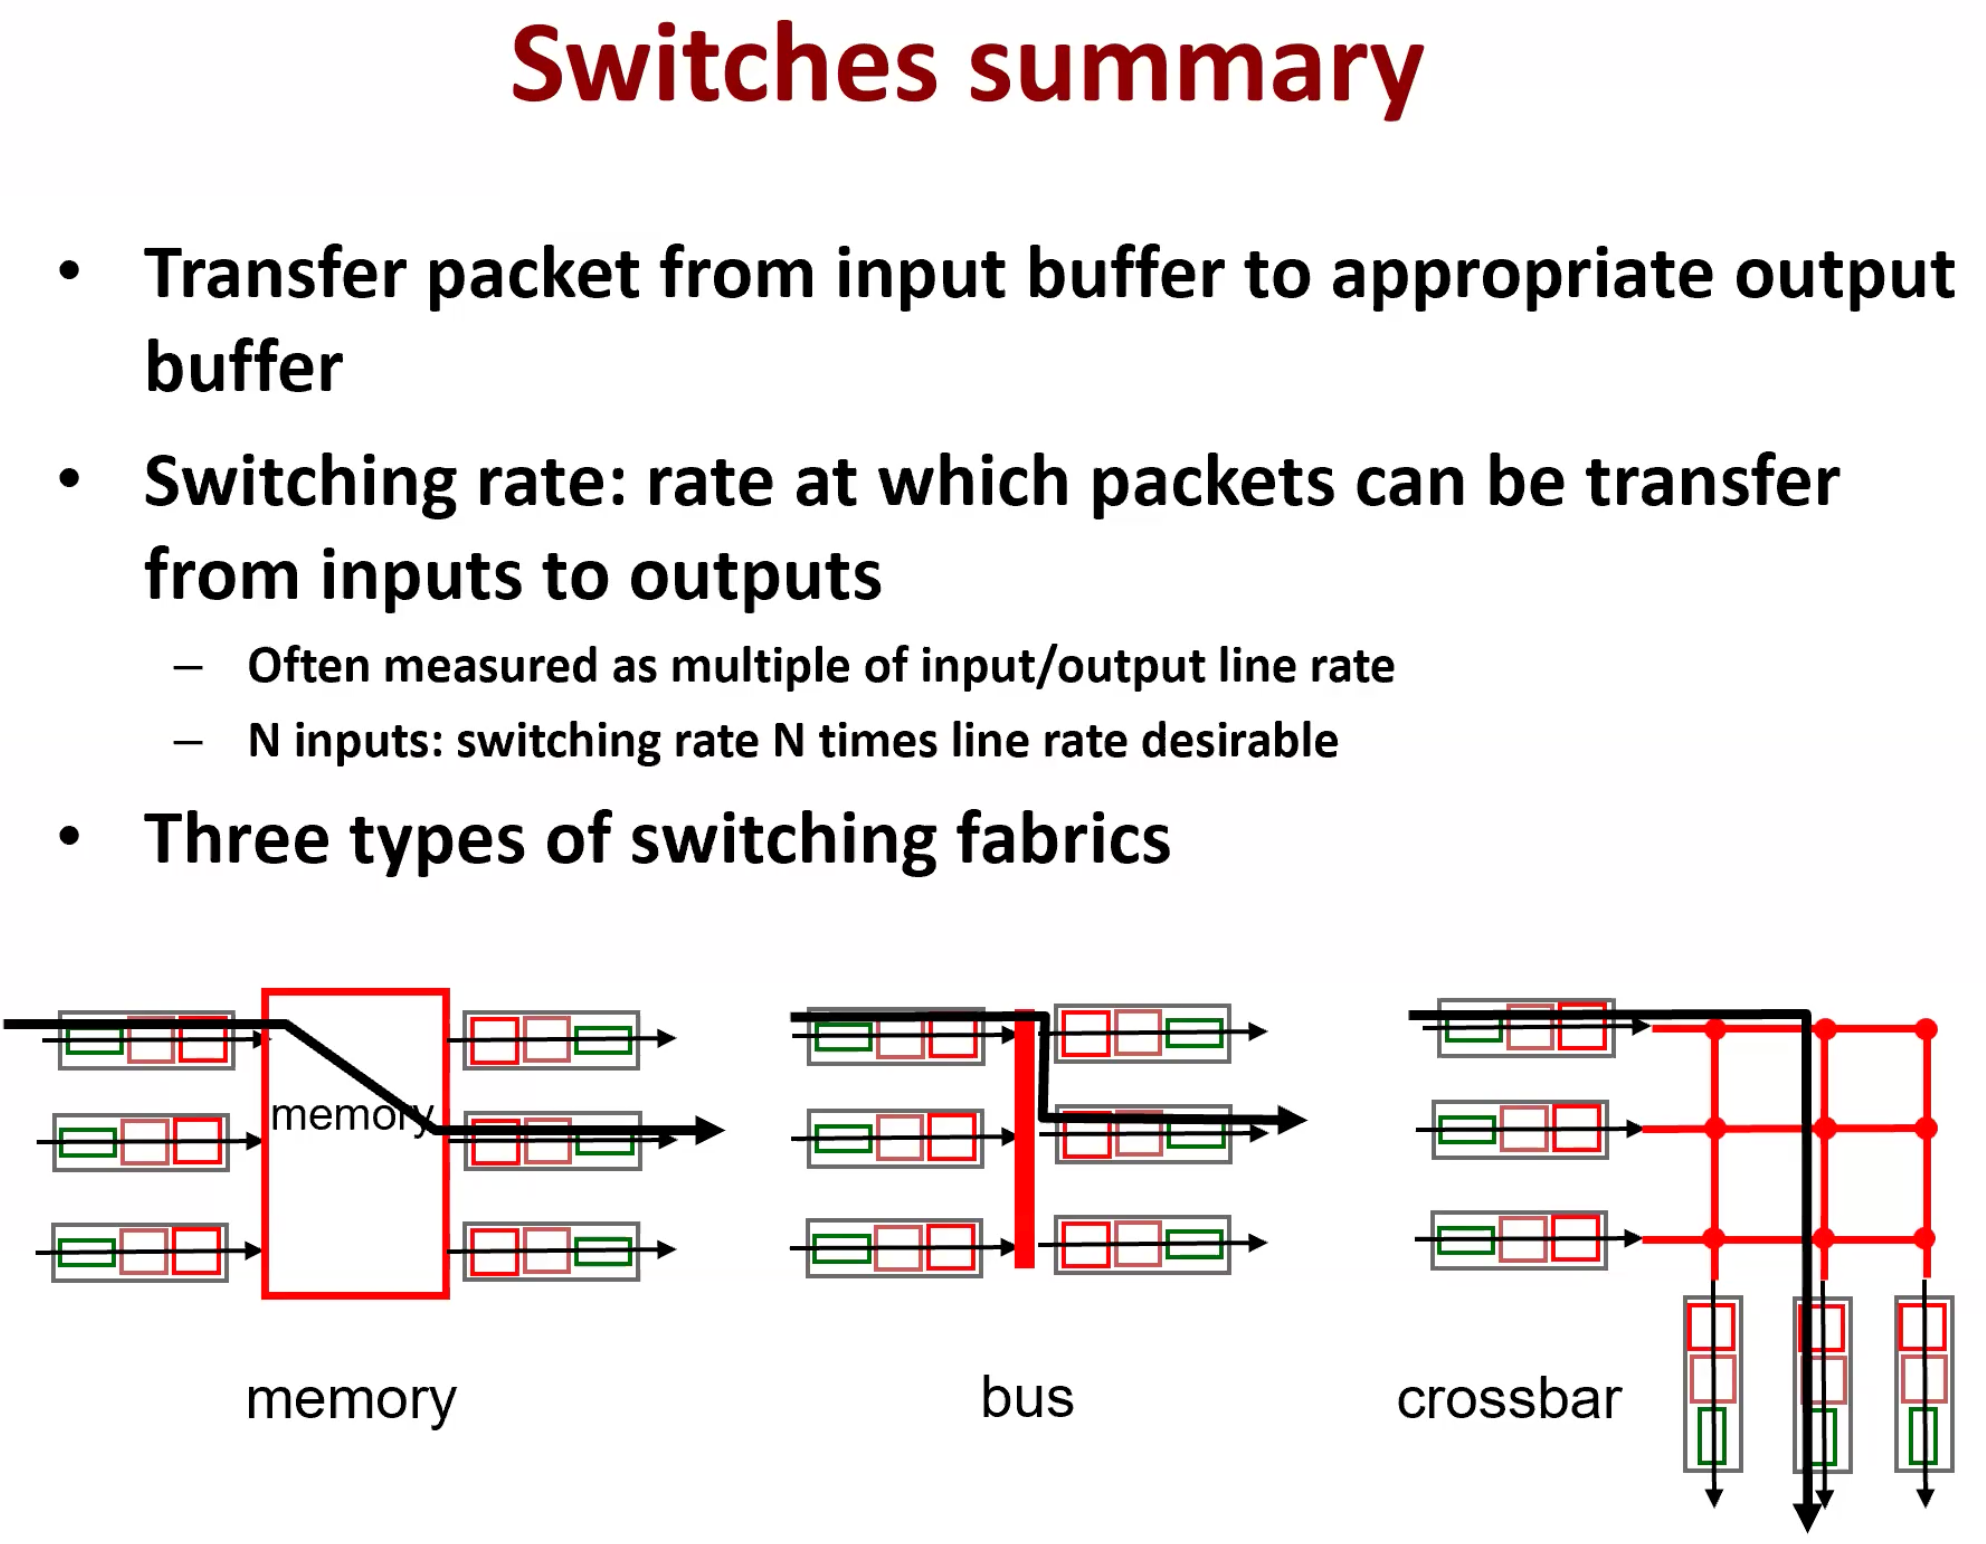 Switches summary
• Transfer packet from input buffer to appropriate output
buffer
• Switching rate: rate at which packets can be transfer
from inputs to outputs
– Often measured as multiple of input/output line rate
– N inputs: switching rate N times line rate desirable
• Three types of switching fabrics
memory
memory
bus
crossbar